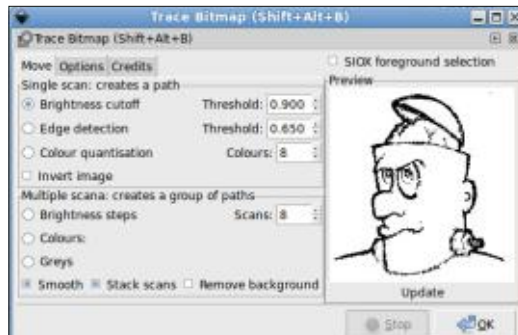 Trace Bitmap (Shift+Alt+B)
Trace Bitmap (Shift+Alt+B)
Move Options Credits
SIOX foreground selection
Single scan: creates a path
Preview
Brightness cutoff Threshold: 0.900
Edge detection Threshold: 0.650
Colour quantisation Colours: 8
Invert image
Multiple scana: creates a group of paths
Brightness steps Scans: 8
Colours:
Greys
Smooth Stack scans Remove background
Update
Stop OK